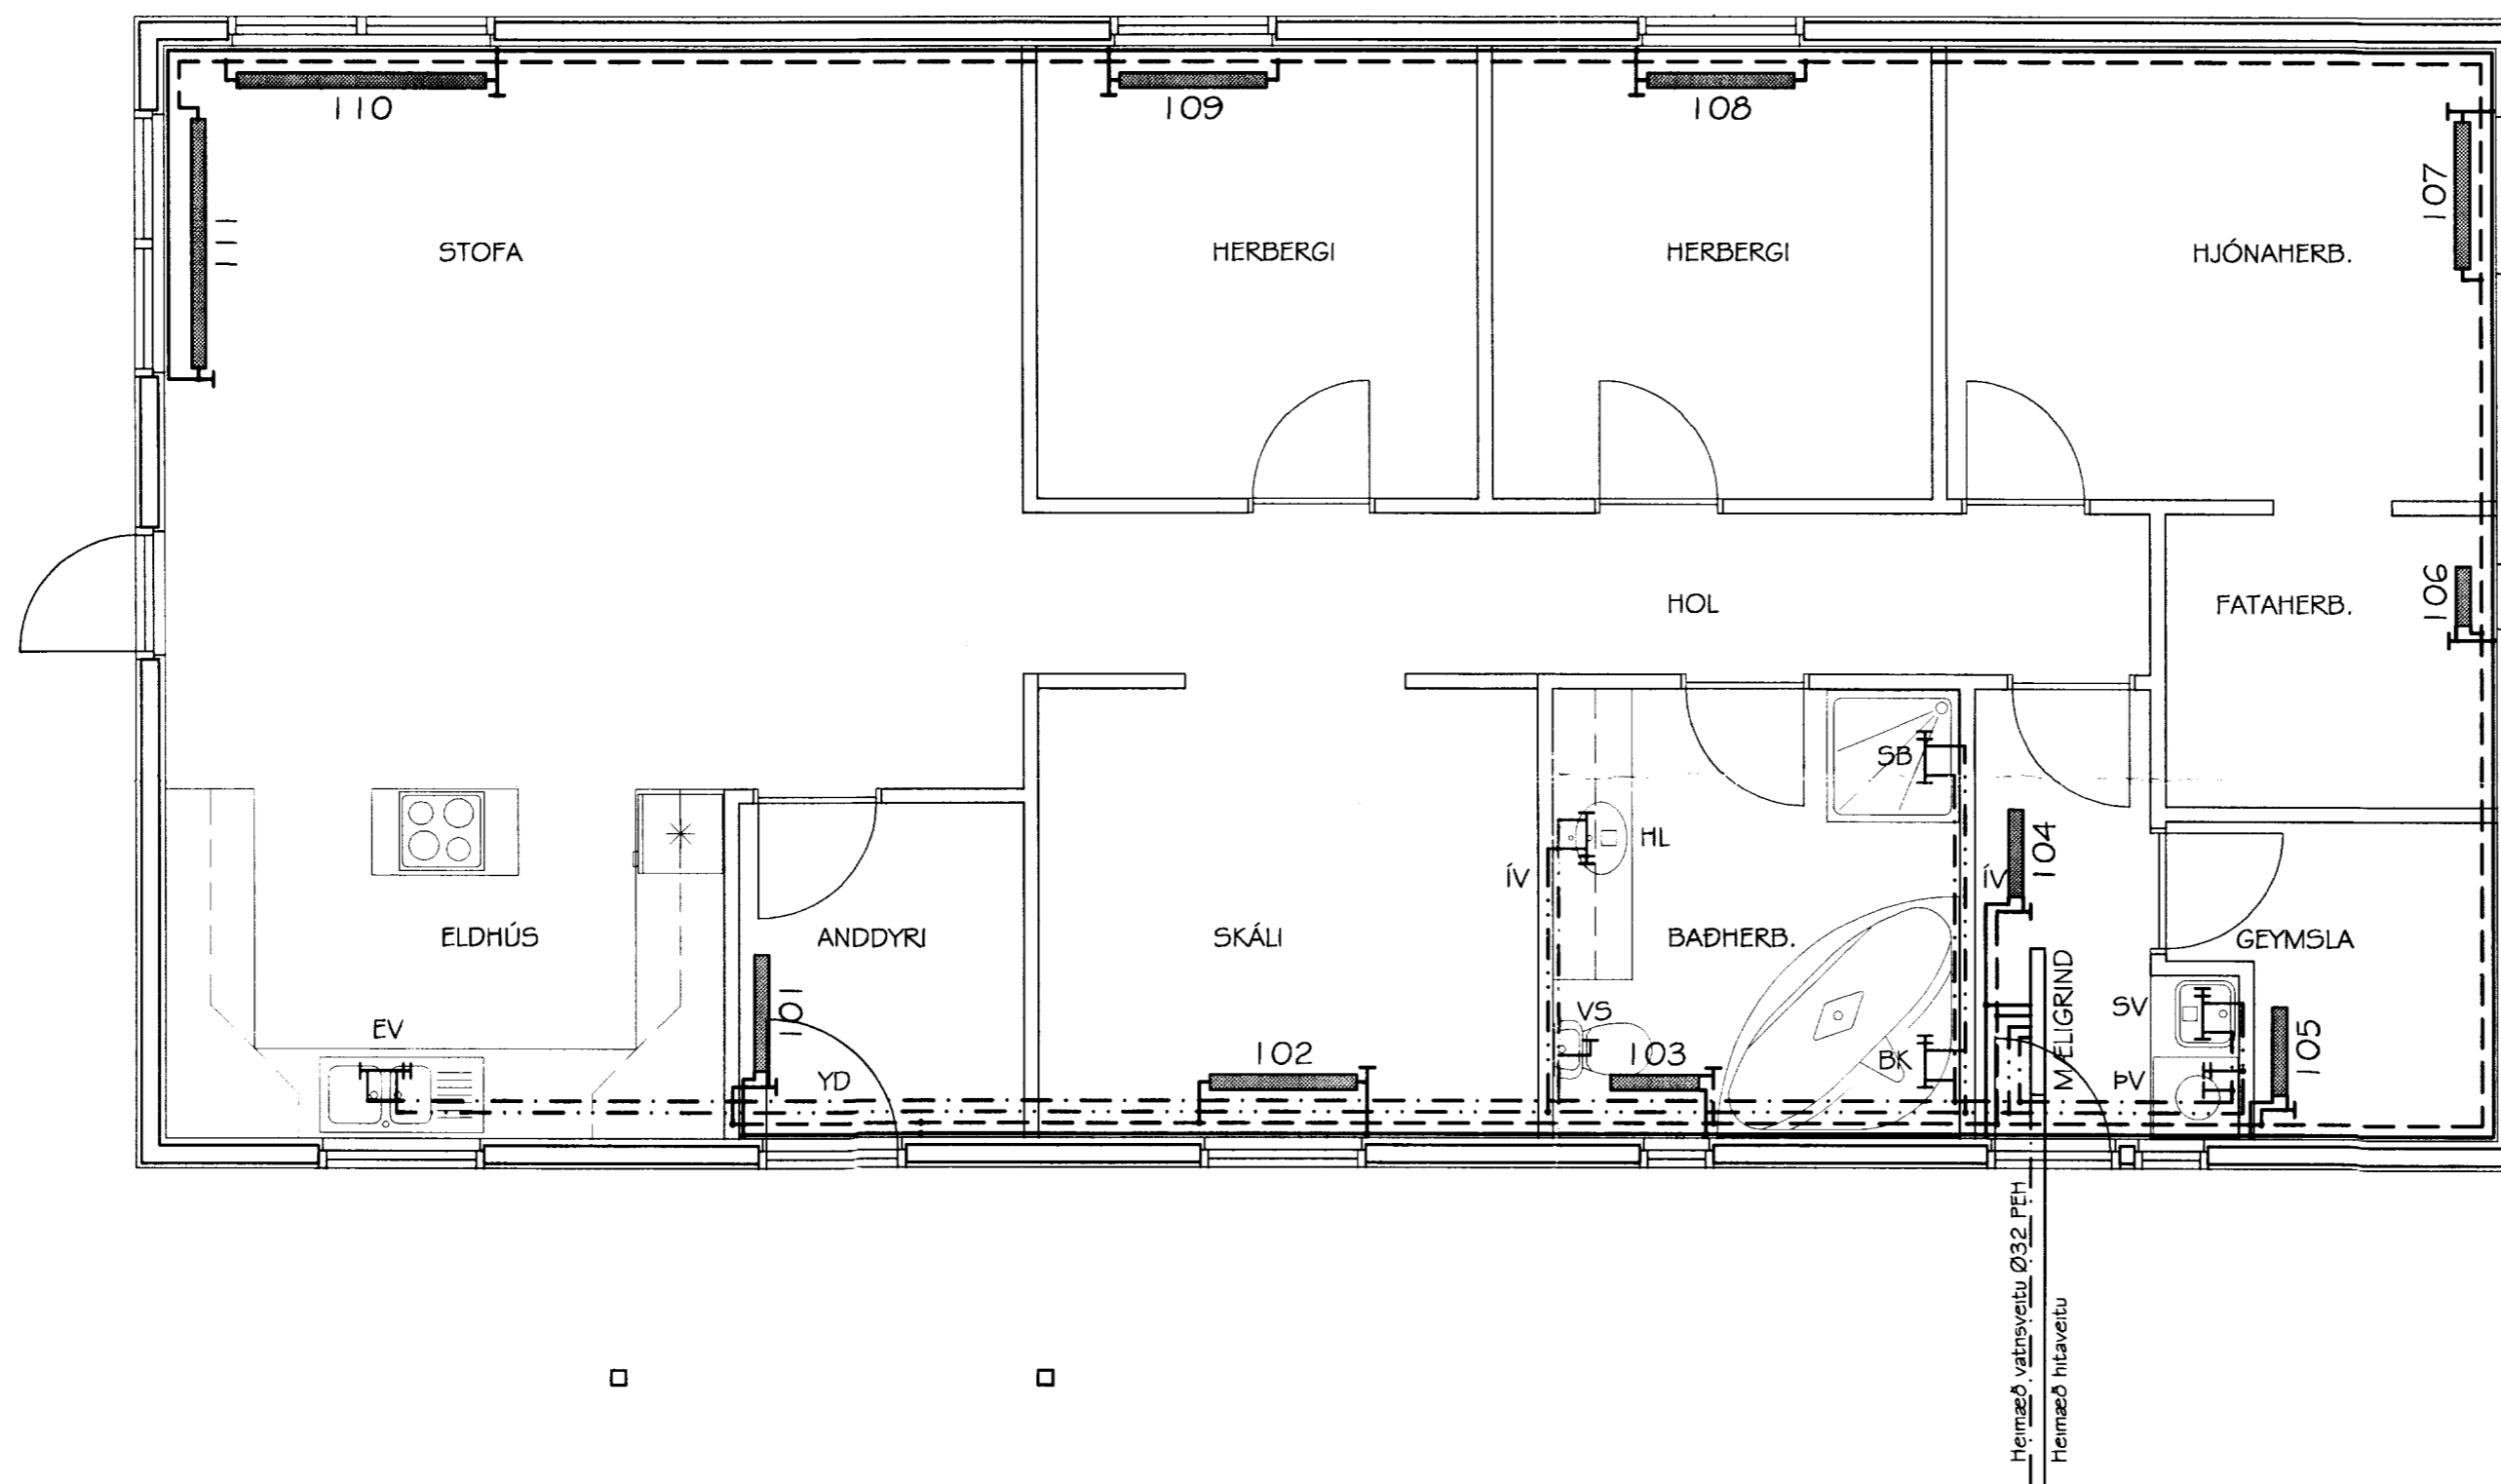 110
109
108
107
111
STOFA
HERBERGI
HERBERGI
HJÓNAHERB.
HOL
FATAHERB.
106
SB
HL
ÍV
ÍV
104
ELDHÚS
ANDDYRI
SKÁLI
BAÐHERB.
GEYMSLA
MÆLIGRIND
101
EV
VS
SV
102
103
BK
105
YD
ÞV
Heimæð vatnsveitu Ø32 PEH
Heimæð hitaveitu